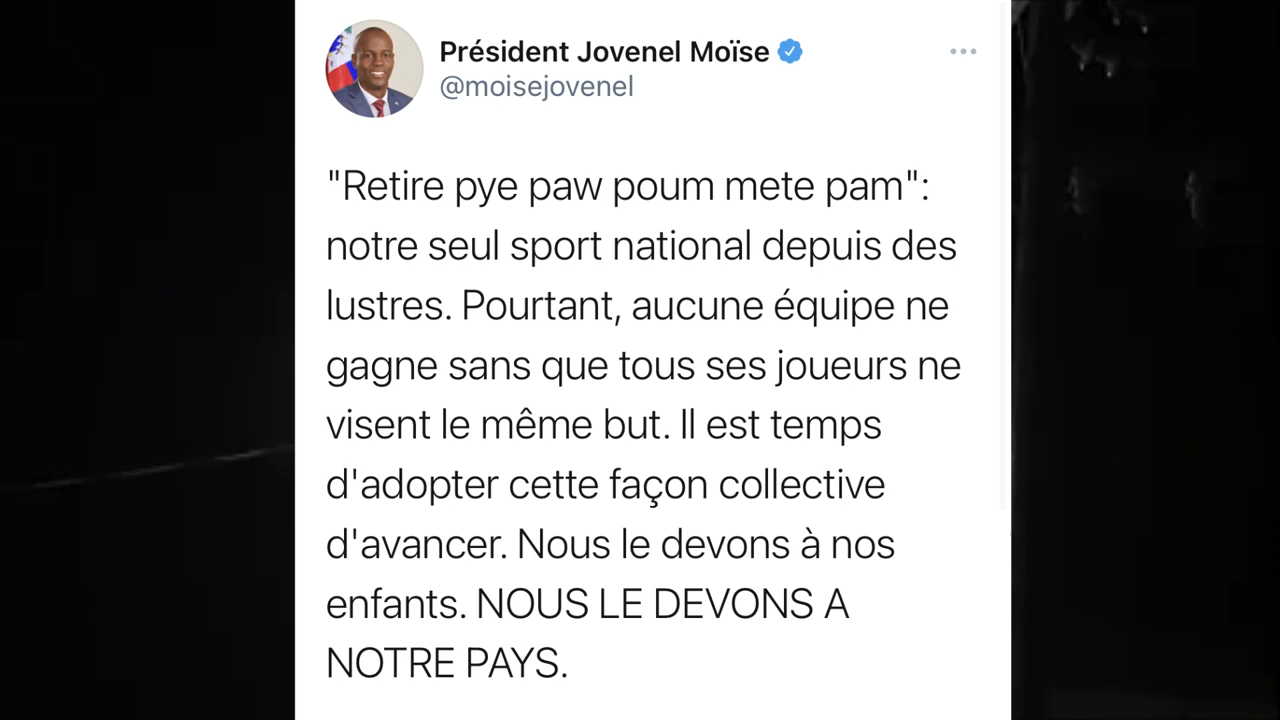 Président Jovenel Moïse
@moisejovenel
"Retire pye paw poum mete pam":
notre seul sport national depuis des
lustres. Pourtant, aucune équipe ne
gagne sans que tous ses joueurs ne
visent le même but. Il est temps
d'adopter cette façon collective
d'avancer. Nous le devons à nos
enfants. NOUS LE DEVONS A
NOTRE PAYS.